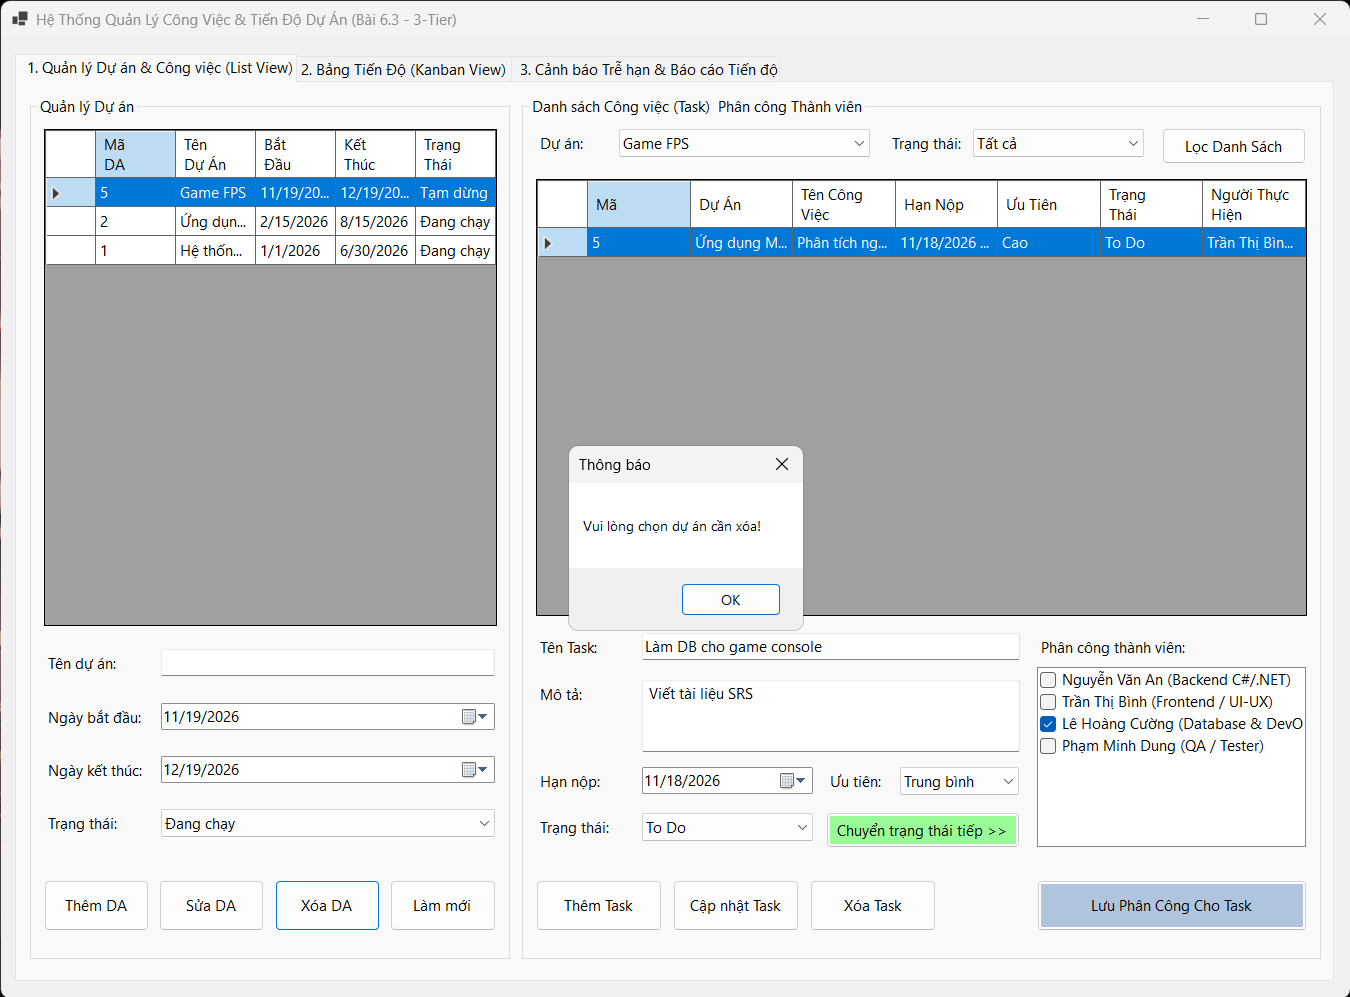 Hệ Thống Quản Lý Công Việc & Tiến Độ Dự Án (Bài 6.3 - 3-Tier)
1. Quản lý Dự án & Công việc (List View)
2. Bảng Tiến Độ (Kanban View)
3. Cảnh báo Trễ hạn & Báo cáo Tiến độ
Quản lý Dự án
Mã DA
Tên Dự Án
Bắt Đầu
Kết Thúc
Trạng Thái
5 Game FPS 11/19/20... 12/19/20... Tạm dừng
2 Ứng dụn... 2/15/2026 8/15/2026 Đang chạy
1 Hệ thốn... 1/1/2026 6/30/2026 Đang chạy
Tên dự án:
Ngày bắt đầu: 11/19/2026
Ngày kết thúc: 12/19/2026
Trạng thái: Đang chạy
Thêm DA
Sửa DA
Xóa DA
Làm mới
Danh sách Công việc (Task) Phân công Thành viên
Dự án: Game FPS
Trạng thái: Tất cả
Lọc Danh Sách
Mã
Dự Án
Tên Công Việc
Hạn Nộp
Ưu Tiên
Trạng Thái
Người Thực Hiện
5 Ứng dụng M... Phân tích ng... 11/18/2026 ... Cao To Do Trần Thị Bìn...
Thông báo
Vui lòng chọn dự án cần xóa!
OK
Tên Task: Làm DB cho game console
Mô tả: Viết tài liệu SRS
Hạn nộp: 11/18/2026
Ưu tiên: Trung bình
Trạng thái: To Do
Chuyển trạng thái tiếp >>
Phân công thành viên:
Nguyễn Văn An (Backend C#/.NET)
Trần Thị Bình (Frontend / UI-UX)
Lê Hoàng Cường (Database & DevO
Phạm Minh Dung (QA / Tester)
Thêm Task
Cập nhật Task
Xóa Task
Lưu Phân Công Cho Task